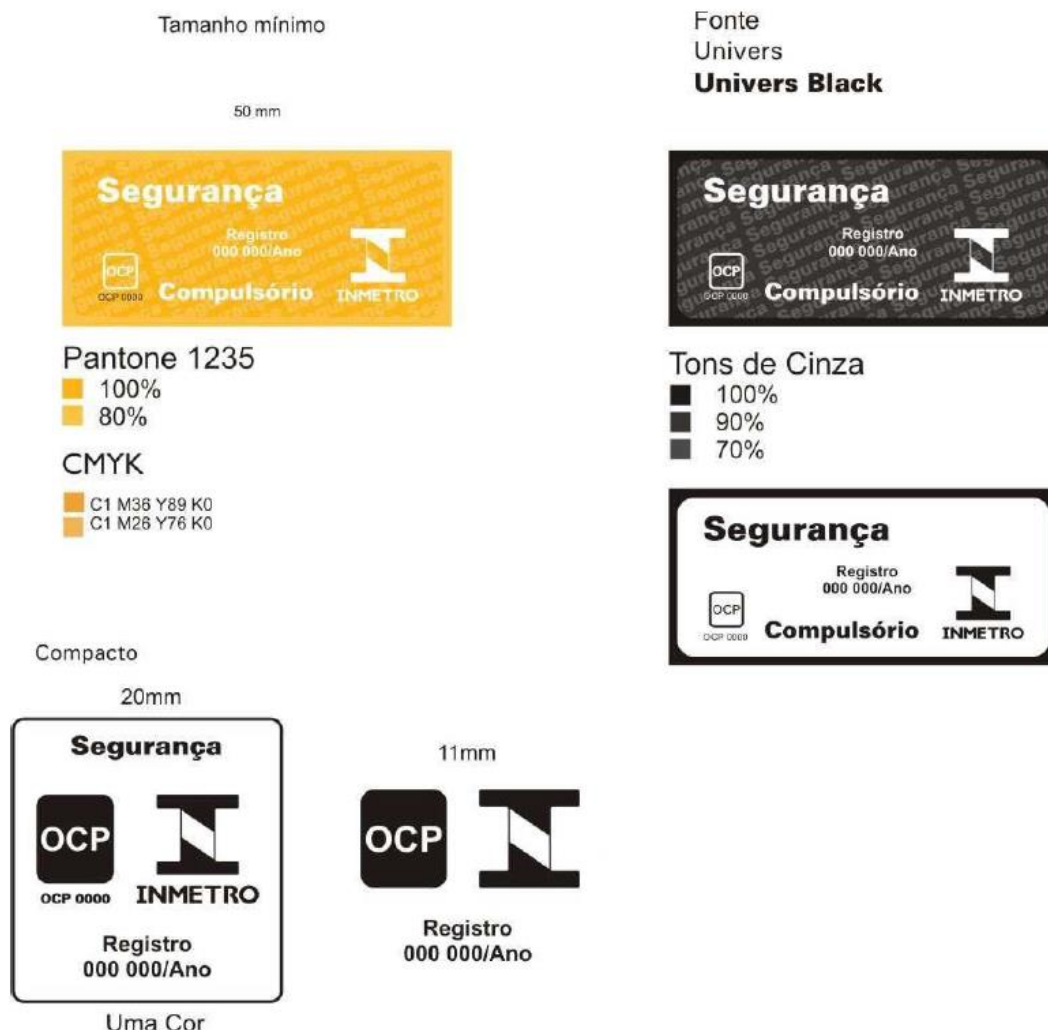 Tamanho mínimo
50 mm
Segurança
Registro
000 000/Ano
OCP
OCP 0000
Compulsório
INMETRO
Pantone 1235
100%
80%
CMYK
C1 M36 Y89 K0
C1 M26 Y76 K0
Fonte
Univers
Univers Black
Segurança
Registro
000 000/Ano
OCP
OCP 0000
Compulsório
INMETRO
Tons de Cinza
100%
90%
70%
Segurança
Registro
000 000/Ano
OCP
OCP 0000
Compulsório
INMETRO
Compacto
20mm
Segurança
OCP
OCP 0000
INMETRO
Registro
000 000/Ano
Uma Cor
11mm
OCP
Registro
000 000/Ano